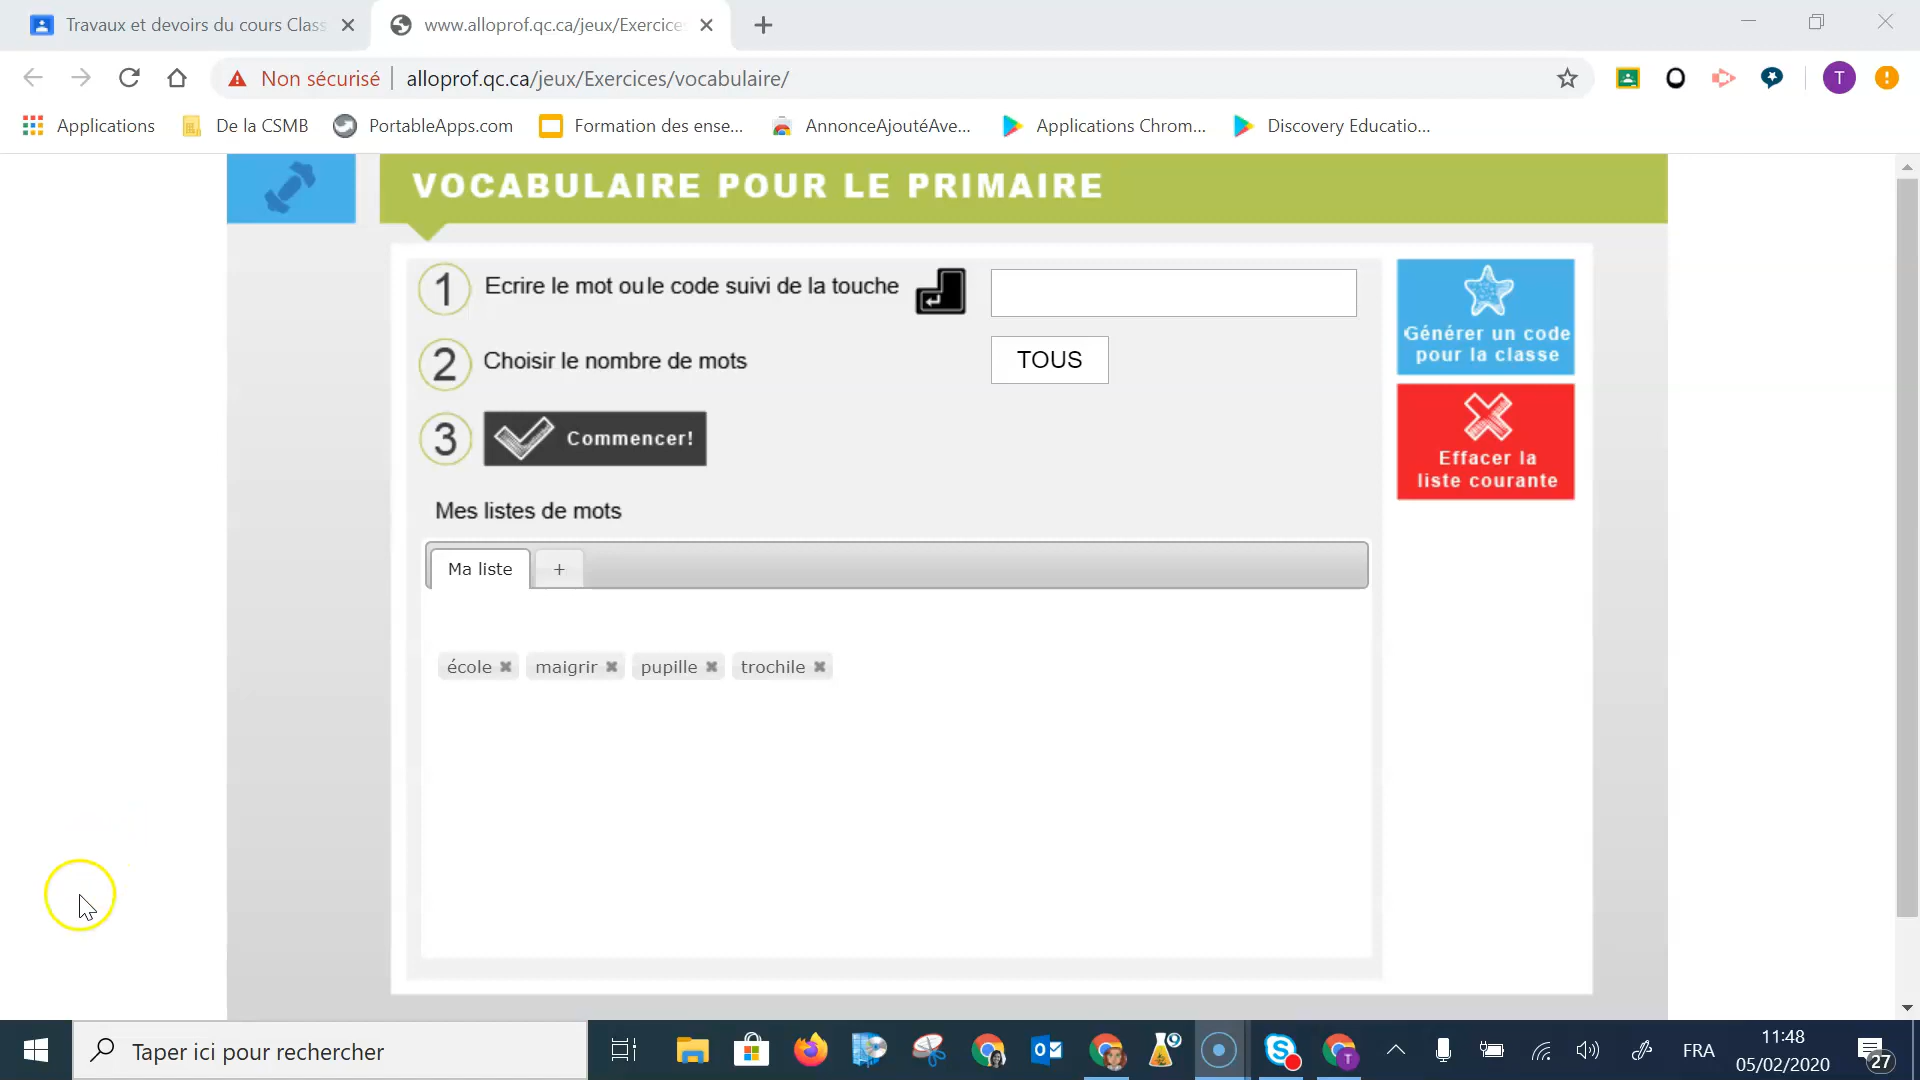 Travaux et devoirs du cours Class
www.alloprof.qc.ca/jeux/Exercice
Non sécurisé
alloprof.qc.ca/jeux/Exercices/vocabulaire/
T
Applications
De la CSMB
PortableApps.com
Formation des ense...
AnnonceAjoutéAve...
Applications Chrom...
Discovery Educatio...
VOCABULAIRE POUR LE PRIMAIRE
1 Ecrire le mot ou le code suivi de la touche
2 Choisir le nombre de mots
TOUS
3 Commencer!
Générer un code
pour la classe
Effacer la
liste courante
Mes listes de mots
Ma liste
+
école
maigrir
pupille
trochile
Taper ici pour rechercher
T
FRA
11:48
05/02/2020
27